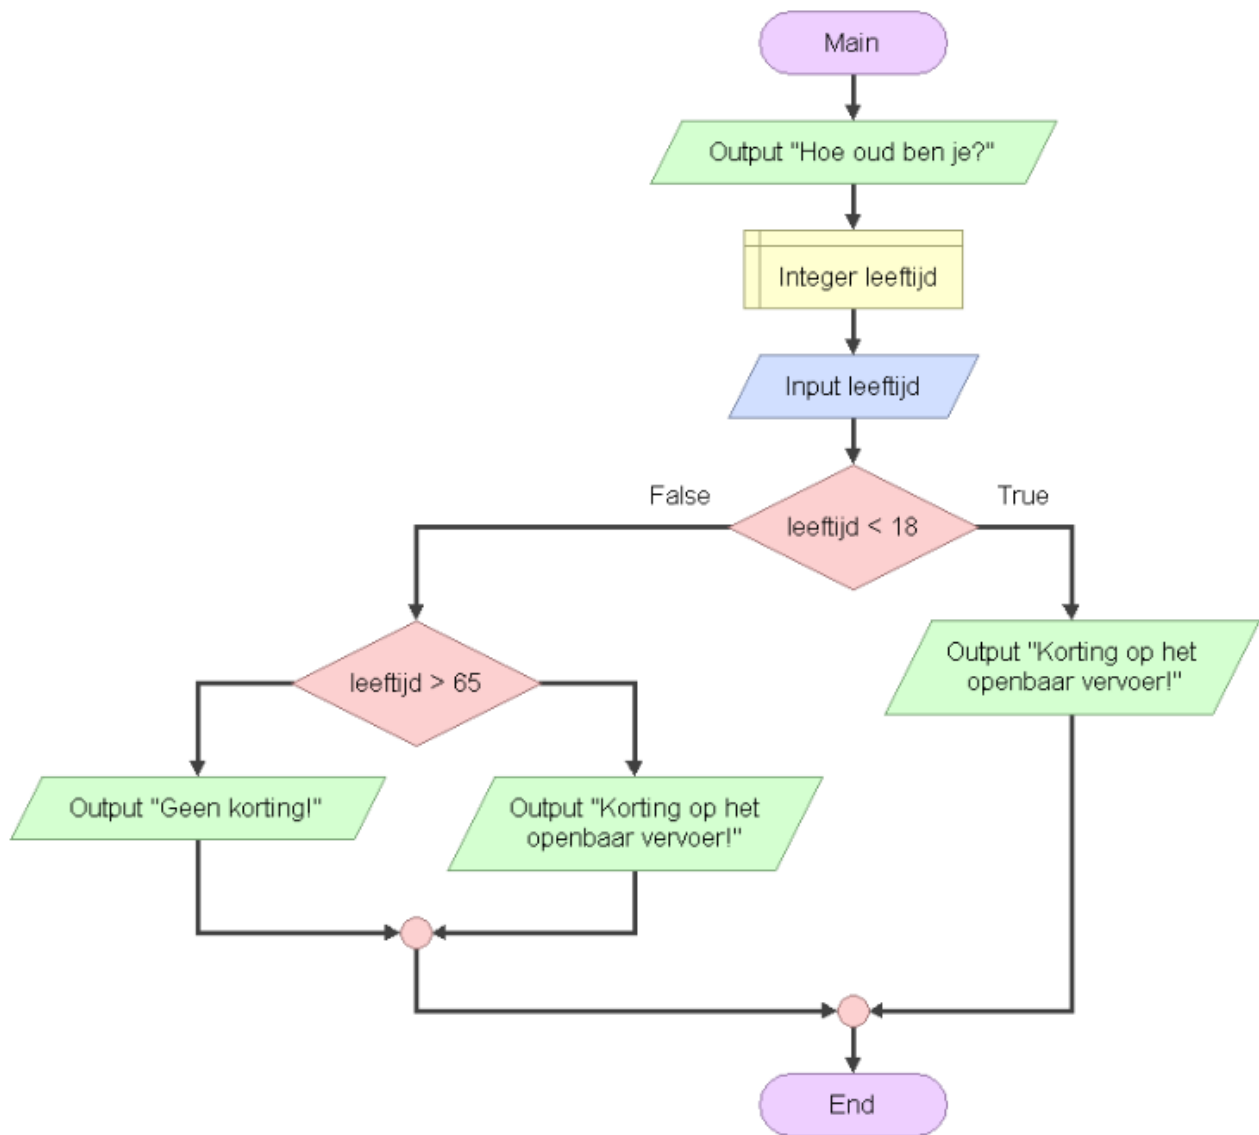 Main
Output "Hoe oud ben je?"
Integer leeftijd
Input leeftijd
False
True
leeftijd < 18
leeftijd > 65
Output "Korting op het
openbaar vervoer!"
Output "Geen korting!"
Output "Korting op het
openbaar vervoer!"
End